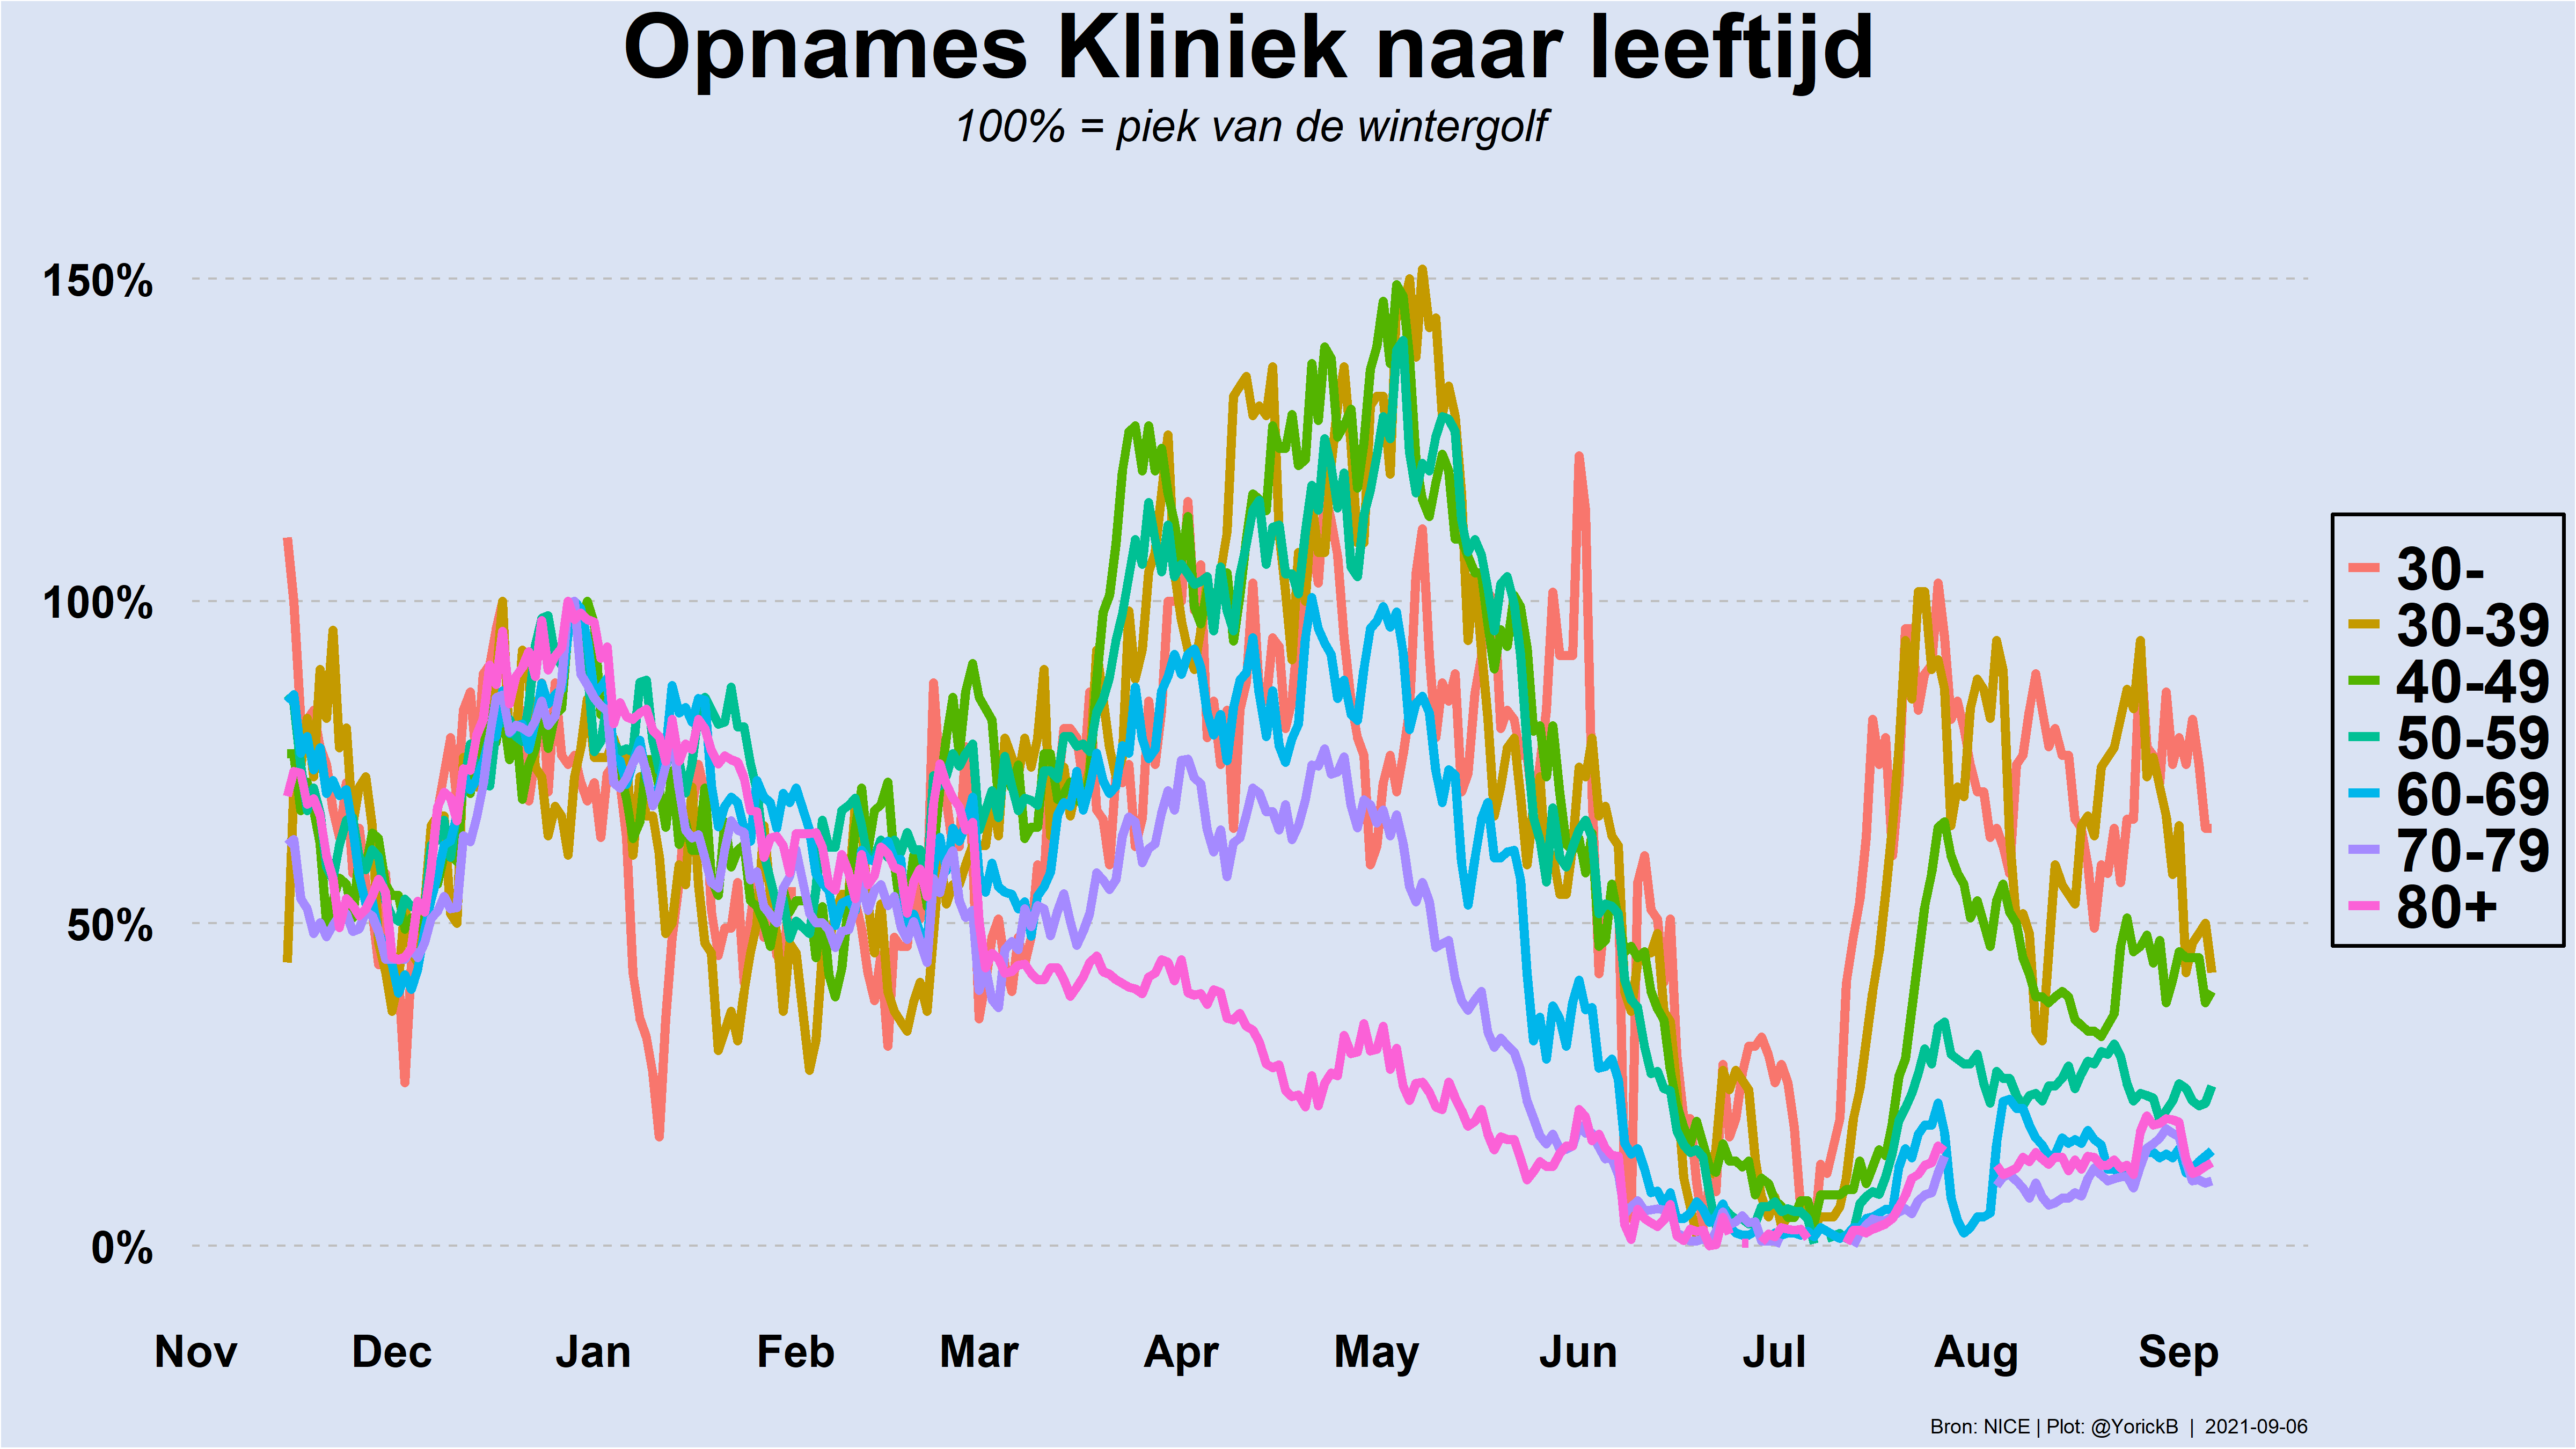 Opnames Kliniek naar leeftijd
100% = piek van de wintergolf
150%
100%
50%
0%
Nov Dec Jan Feb Mar Apr May Jun Jul Aug Sep
30-
30-39
40-49
50-59
60-69
70-79
80+
Bron: NICE | Plot: @YorickB | 2021-09-06